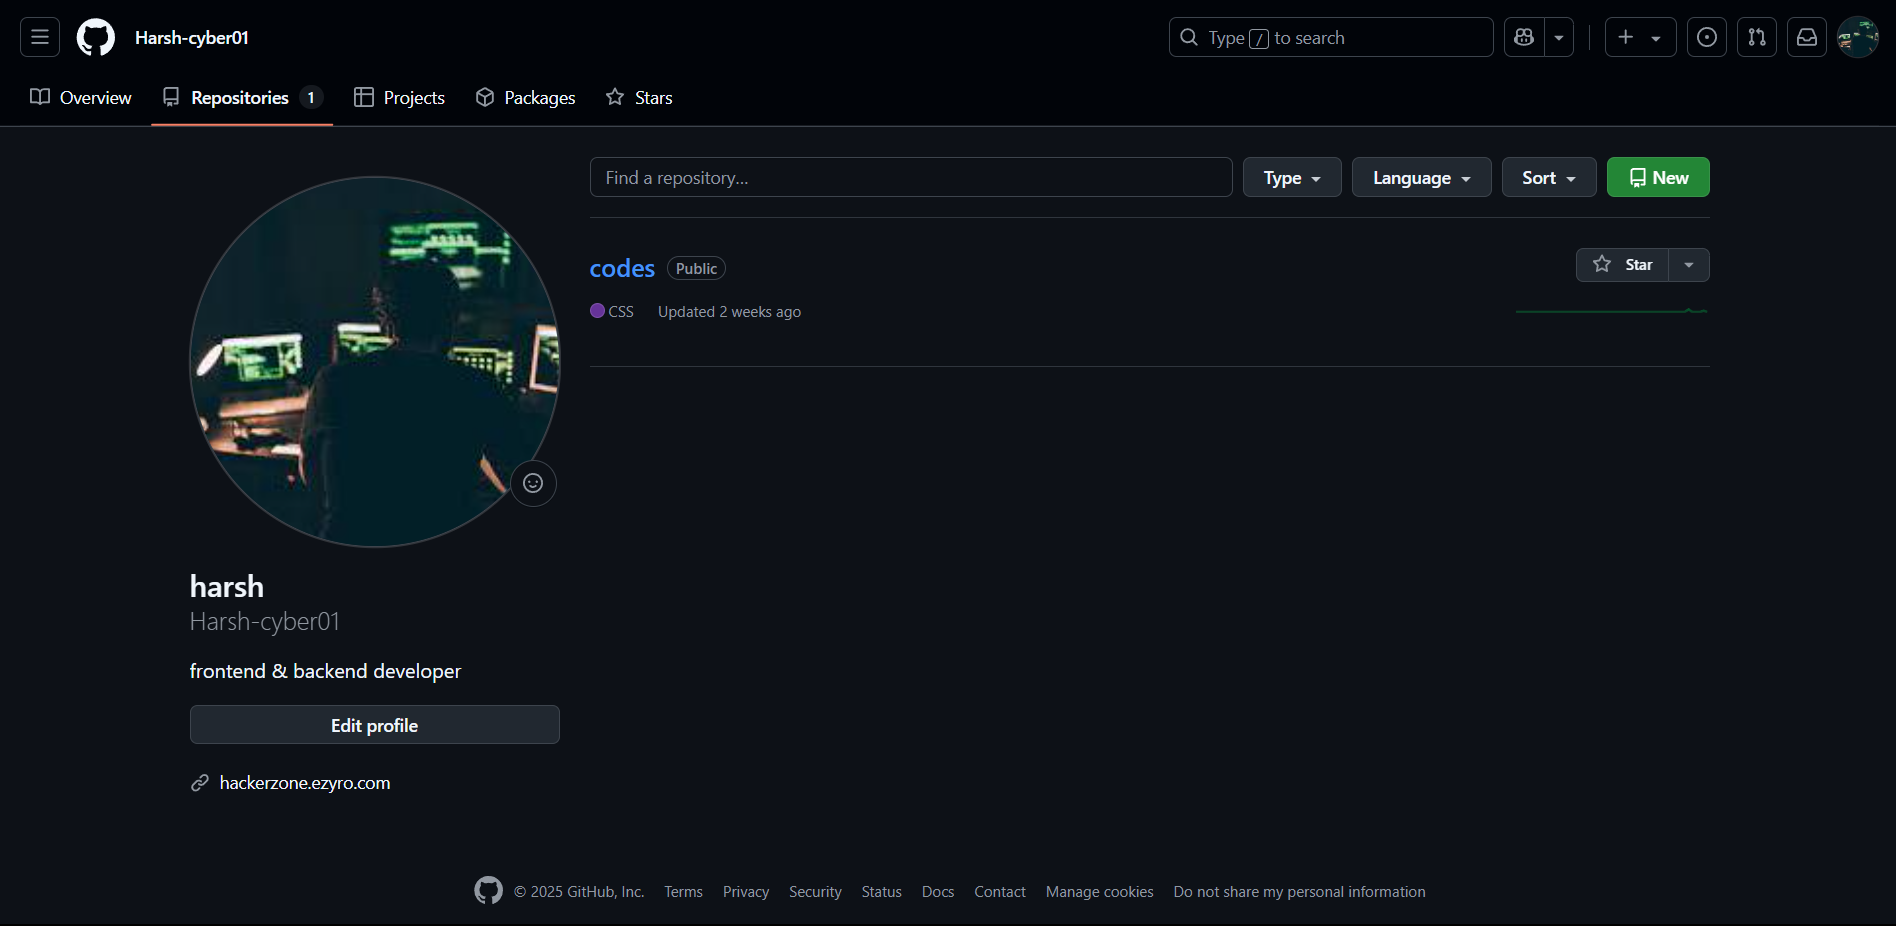 Harsh-cyber01
Type / to search
Overview
Repositories 1
Projects
Packages
Stars
Find a repository...
Type
Language
Sort
New
codes Public
Star
CSS Updated 2 weeks ago
harsh
Harsh-cyber01
frontend & backend developer
Edit profile
hackerzone.ezyro.com
© 2025 GitHub, Inc. Terms Privacy Security Status Docs Contact Manage cookies Do not share my personal information